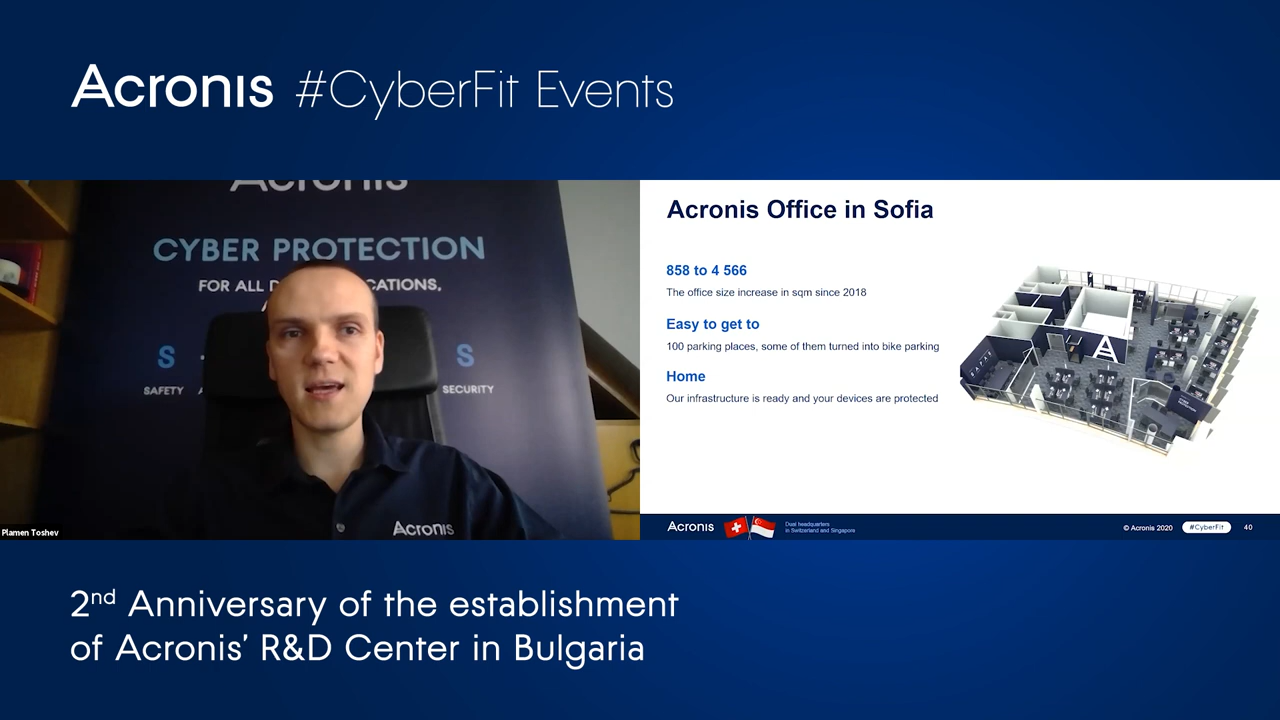 Acronis #CyberFit Events
Acronis
CYBER PROTECTION
FOR ALL
CATIONS,
S
S
SAFETY
SECURITY
Acronis
Plamen Toshev
Acronis Office in Sofia
858 to 4 566
The office size increase in sqm since 2018
Easy to get to
100 parking places, some of them turned into bike parking
Home
Our infrastructure is ready and your devices are protected
A
Acronis
Dual headquarters
in Switzerland and Singapore
© Acronis 2020
#CyberFit
40
2nd Anniversary of the establishment
of Acronis’ R&D Center in Bulgaria